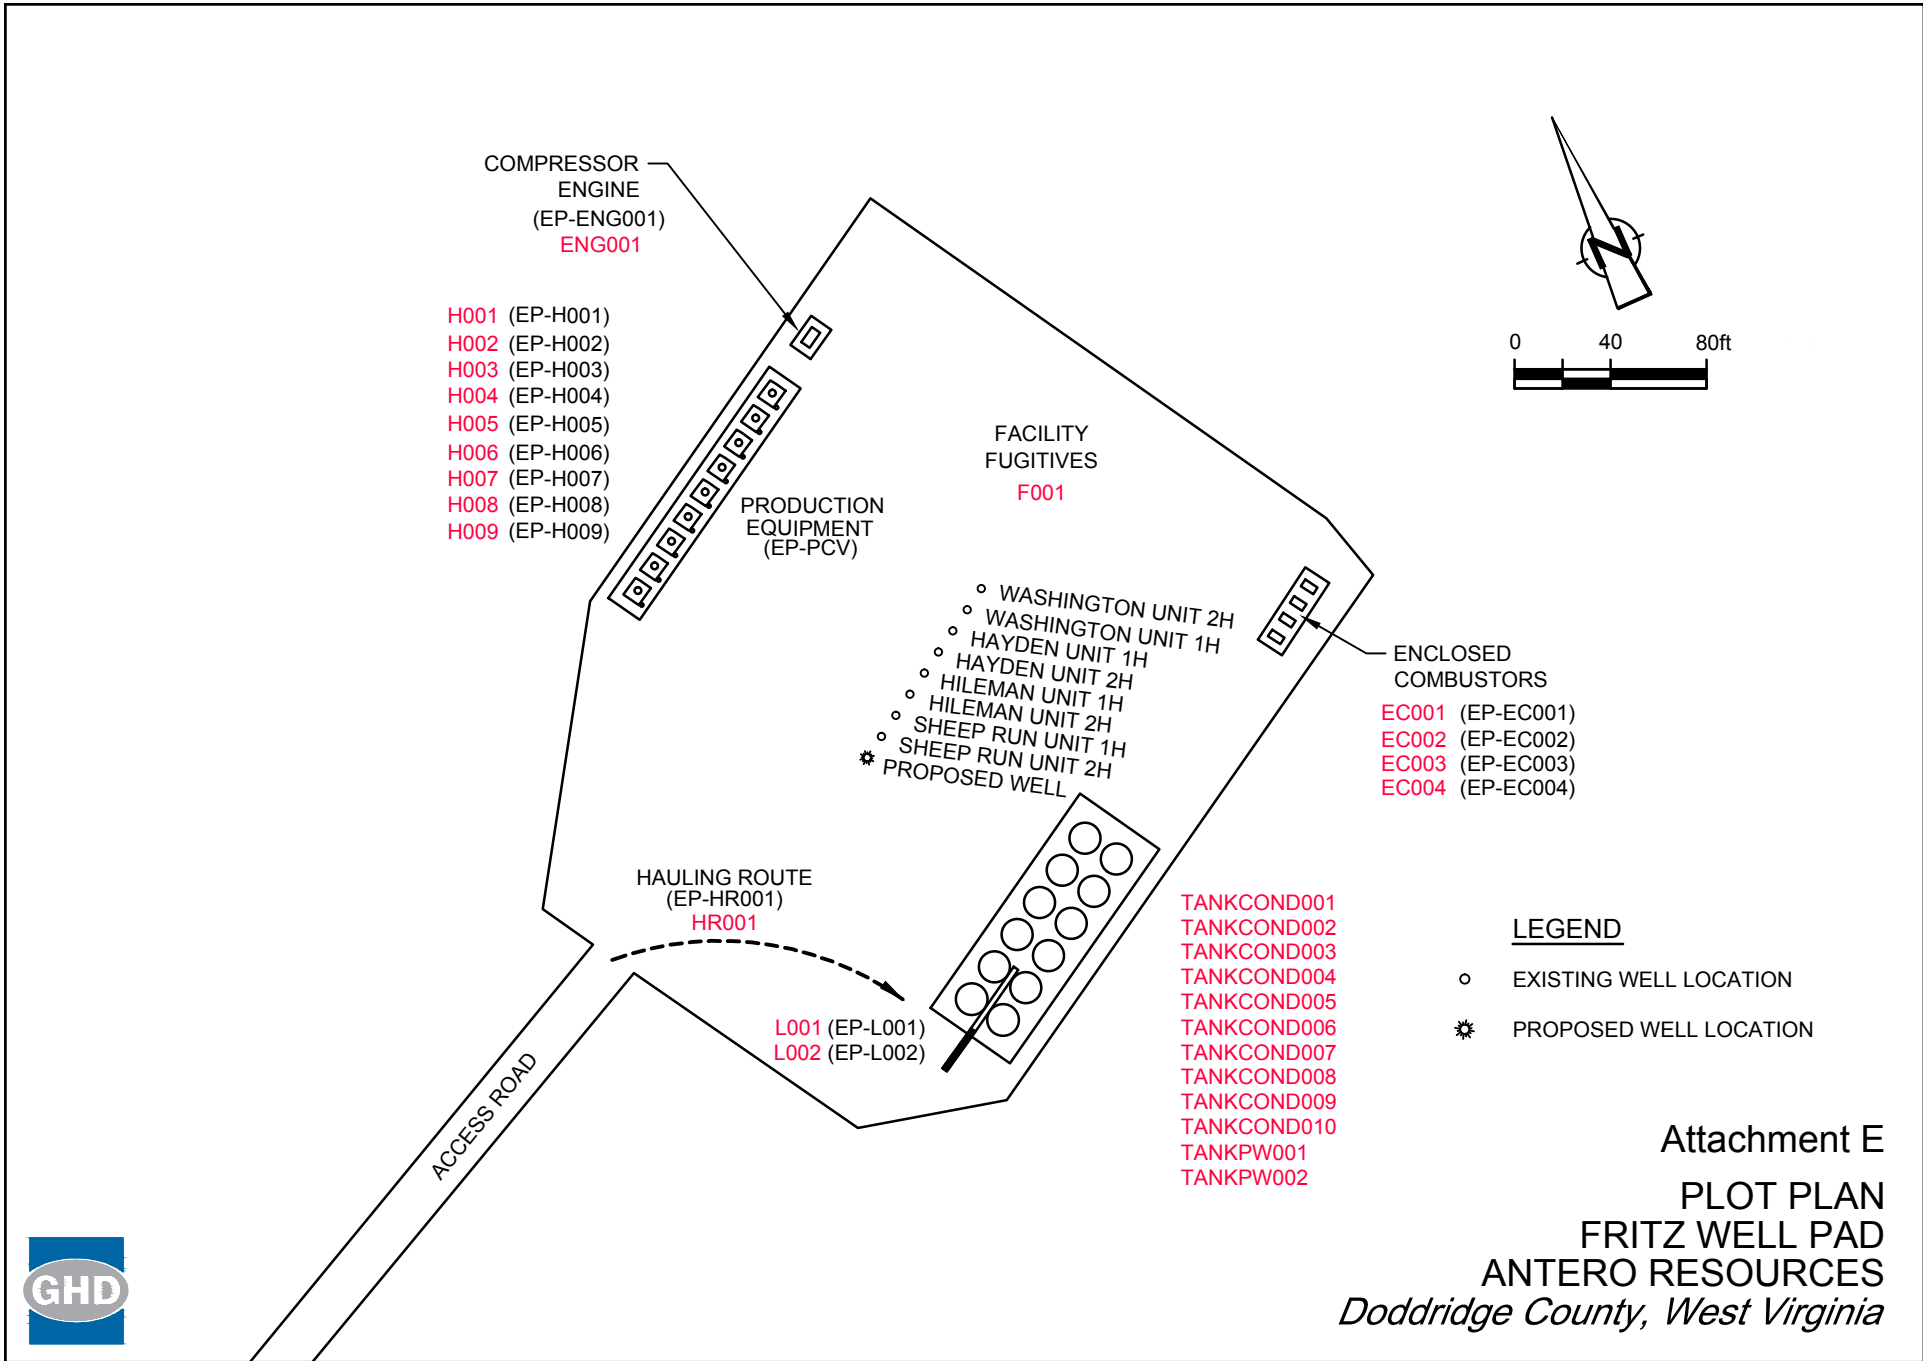 COMPRESSOR
ENGINE
(EP-ENG001)
ENG001
H001 (EP-H001)
H002 (EP-H002)
H003 (EP-H003)
H004 (EP-H004)
H005 (EP-H005)
H006 (EP-H006)
H007 (EP-H007)
H008 (EP-H008)
H009 (EP-H009)
PRODUCTION
EQUIPMENT
(EP-PCV)
FACILITY
FUGITIVES
F001
N
0 40 80ft
WASHINGTON UNIT 2H
WASHINGTON UNIT 1H
HAYDEN UNIT 1H
HAYDEN UNIT 2H
HILEMAN UNIT 1H
HILEMAN UNIT 2H
SHEEP RUN UNIT 1H
SHEEP RUN UNIT 2H
PROPOSED WELL
ENCLOSED
COMBUSTORS
EC001 (EP-EC001)
EC002 (EP-EC002)
EC003 (EP-EC003)
EC004 (EP-EC004)
HAULING ROUTE
(EP-HR001)
HR001
L001 (EP-L001)
L002 (EP-L002)
TANKCOND001
TANKCOND002
TANKCOND003
TANKCOND004
TANKCOND005
TANKCOND006
TANKCOND007
TANKCOND008
TANKCOND009
TANKCOND010
TANKPW001
TANKPW002
LEGEND
EXISTING WELL LOCATION
PROPOSED WELL LOCATION
ACCESS ROAD
Attachment E
PLOT PLAN
FRITZ WELL PAD
ANTERO RESOURCES
Doddridge County, West Virginia
GHD